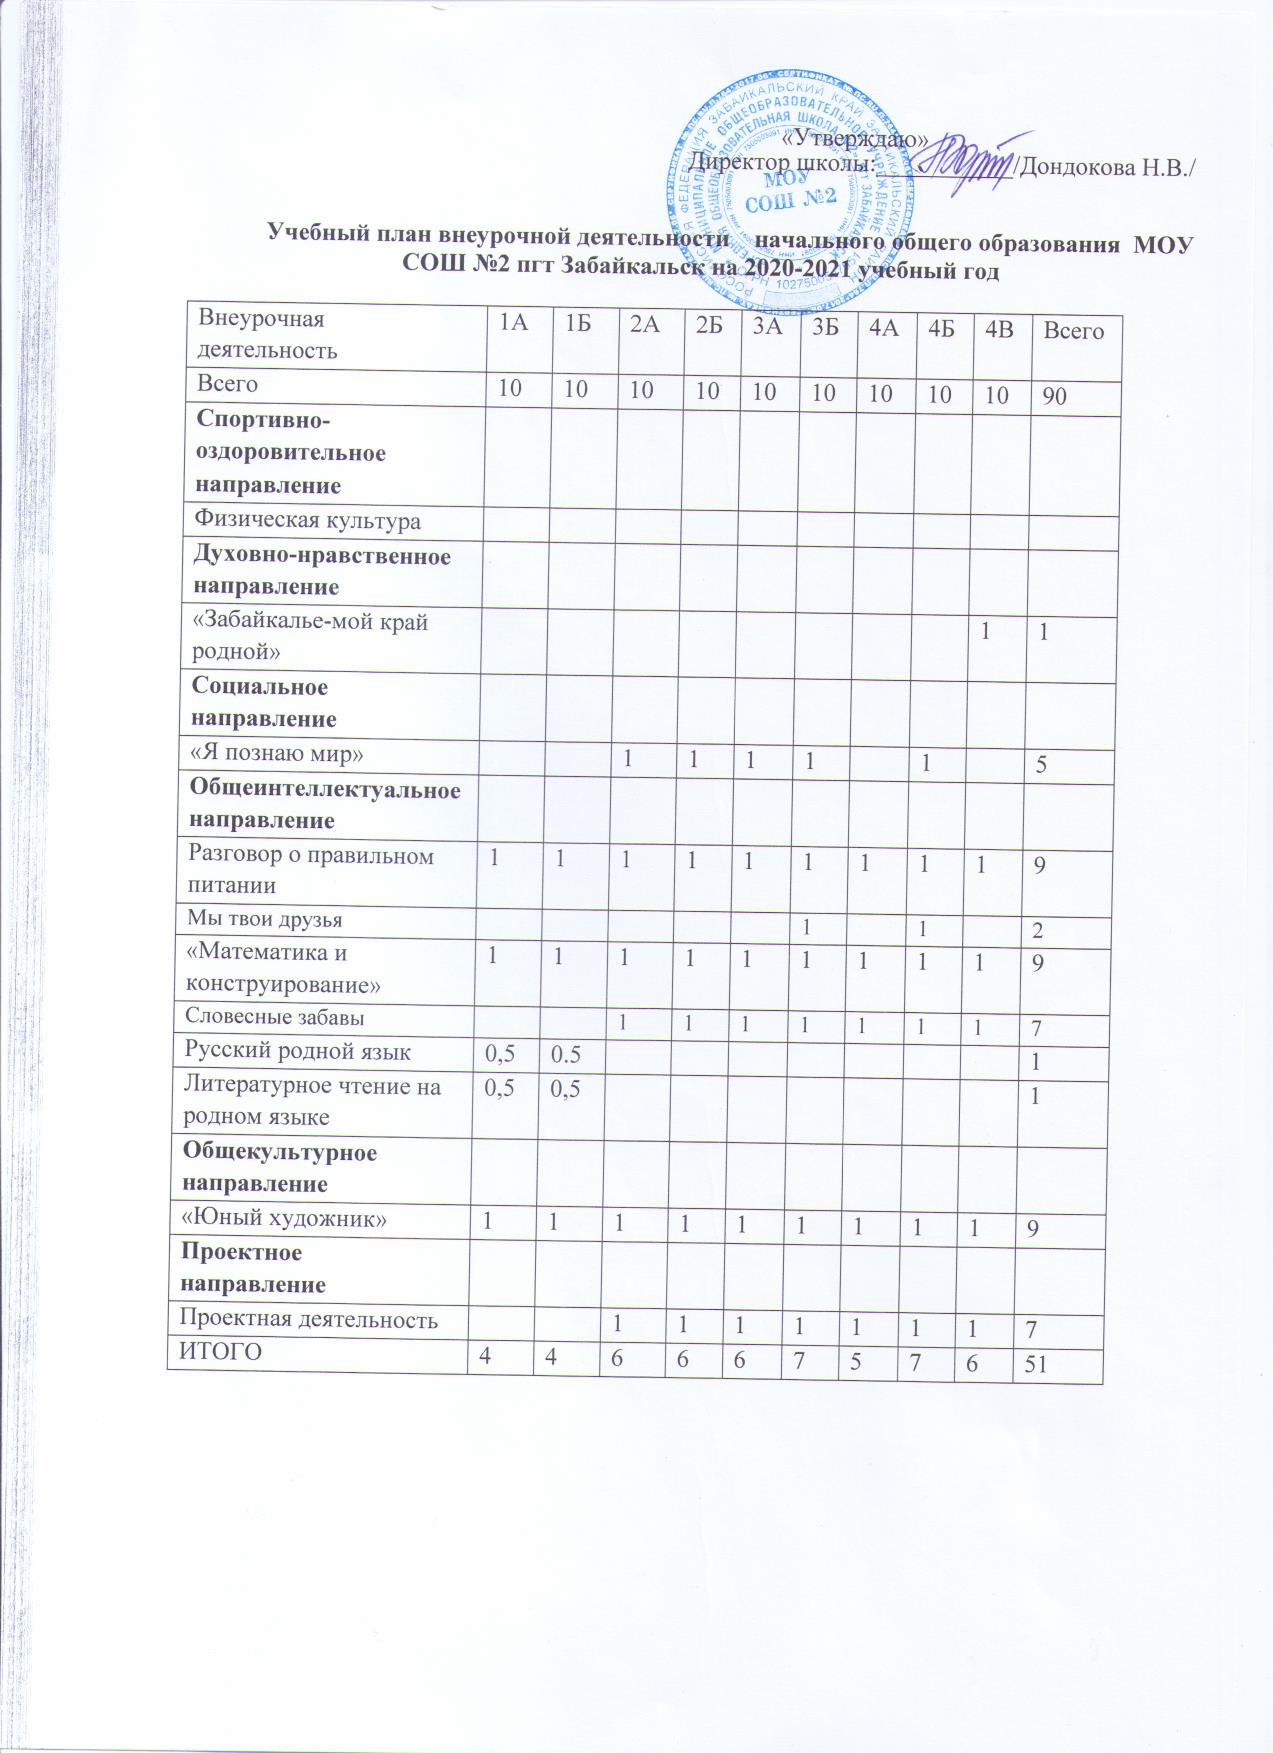 «Утверждаю»
Директор школы:___________/Дондокова Н.В./
МОУ
СОШ №2
Учебный план внеурочной деятельности начального общего образования МОУ
СОШ №2 пгт Забайкальск на 2020-2021 учебный год
Внеурочная 1А 1Б 2А 2Б 3А 3Б 4А 4Б 4В Всего
деятельность
Всего 10 10 10 10 10 10 10 10 10 90
Спортивно-
оздоровительное
направление
Физическая культура
Духовно-нравственное
направление
«Забайкалье-мой край 1 1
родной»
Социальное
направление
«Я познаю мир» 1 1 1 1 1 5
Общеинтеллектуальное
направление
Разговор о правильном 1 1 1 1 1 1 1 1 1 9
питании
Мы твои друзья 1 1 2
«Математика и 1 1 1 1 1 1 1 1 1 9
конструирование»
Словесные забавы 1 1 1 1 1 1 1 7
Русский родной язык 0,5 0.5 1
Литературное чтение на 0,5 0,5 1
родном языке
Общекультурное
направление
«Юный художник» 1 1 1 1 1 1 1 1 1 9
Проектное
направление
Проектная деятельность 1 1 1 1 1 1 1 7
ИТОГО 4 4 6 6 6 7 5 7 6 51